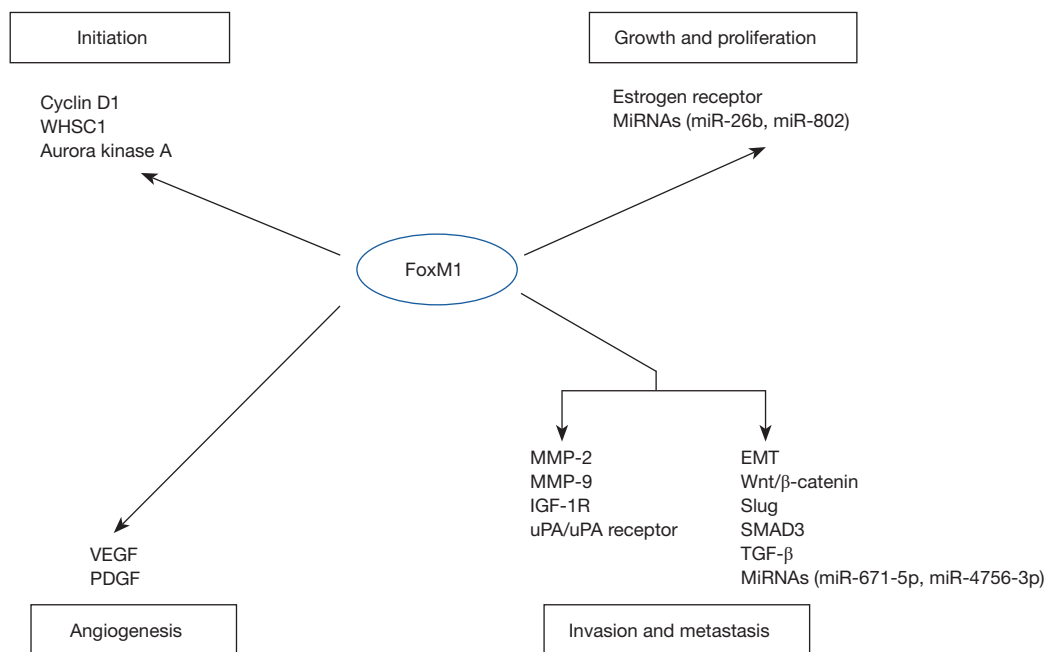 Initiation
Growth and proliferation
Cyclin D1
WHSC1
Aurora kinase A
Estrogen receptor
MiRNAs (miR-26b, miR-802)
FoxM1
MMP-2
MMP-9
IGF-1R
uPA/uPA receptor
EMT
Wnt/β-catenin
Slug
SMAD3
TGF-β
MiRNAs (miR-671-5p, miR-4756-3p)
VEGF
PDGF
Angiogenesis
Invasion and metastasis